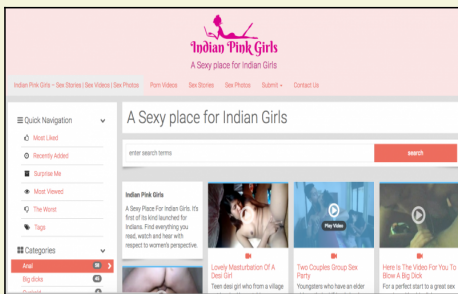 Indian Pink Girls
A Sexy place for Indian Girls
Indian Pink Girls – Sex Stories | Sex Videos | Sex Photos
Porn Videos
Sex Stories
Sex Photos
Submit
Contact Us
Quick Navigation
Most Liked
Recently Added
Surprise Me
Most Viewed
The Worst
Tags
Categories
Anal
Big dicks
A Sexy place for Indian Girls
enter search terms
search
Indian Pink Girls
A Sexy Place For Indian Girls. It's
first of its kind launched for
Indians. Find everything you
read, watch and hear with
respect to women's perspective.
Lovely Masturbation Of A
Desi Girl
Teen desi girl who from a village
Play Video
Two Couples Group Sex
Party
Youngsters who have an older
Here Is The Video For You To
Blow A Big Dick
For a perfect start to a great sex